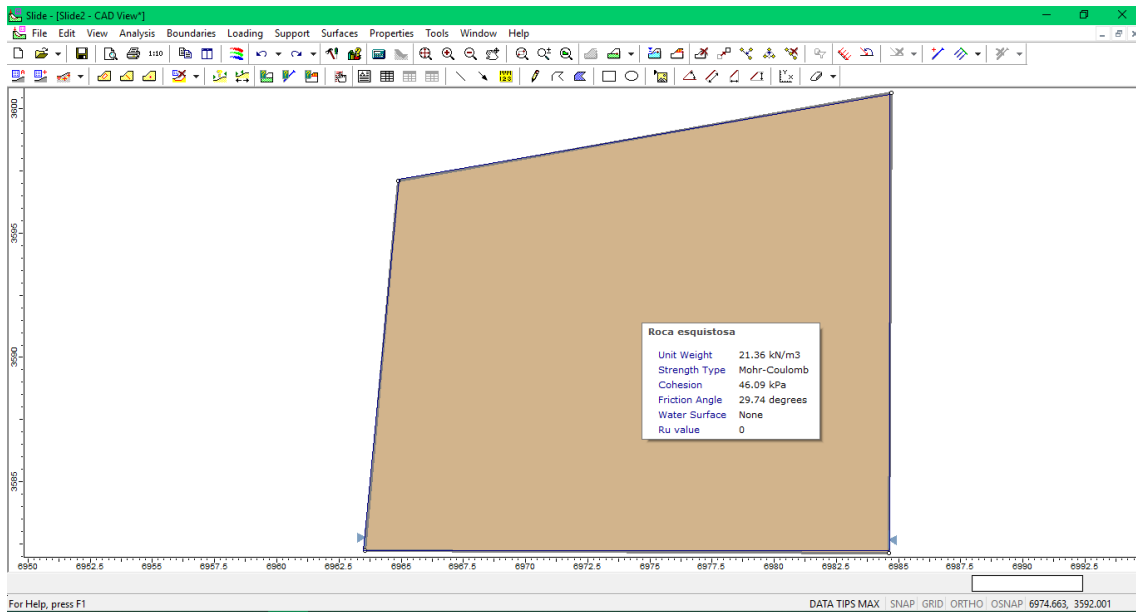 Slide - [Slide2 - CAD View*]
File Edit View Analysis Boundaries Loading Support Surfaces Properties Tools Window Help
1:10
3600
3595
3590
3585
Roca esquistosa
Unit Weight 21.36 kN/m3
Strength Type Mohr-Coulomb
Cohesion 46.09 kPa
Friction Angle 29.74 degrees
Water Surface None
Ru value 0
6950 6952.5 6955 6957.5 6960 6962.5 6965 6967.5 6970 6972.5 6975 6977.5 6980 6982.5 6985 6987.5 6990 6992.5
For Help, press F1
DATA TIPS MAX SNAP GRID ORTHO OSNAP 6974.663, 3592.001